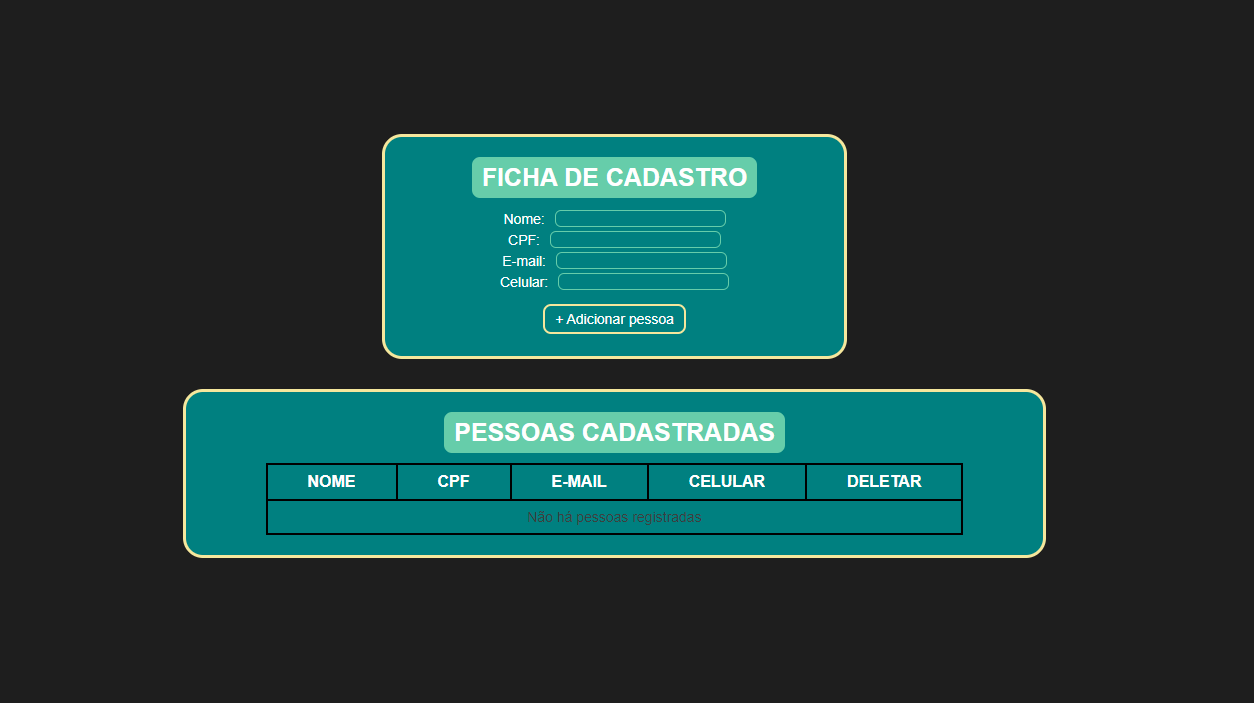 FICHA DE CADASTRO
Nome:
CPF:
E-mail:
Celular:
+ Adicionar pessoa
PESSOAS CADASTRADAS
NOME CPF E-MAIL CELULAR DELETAR
Não há pessoas registradas